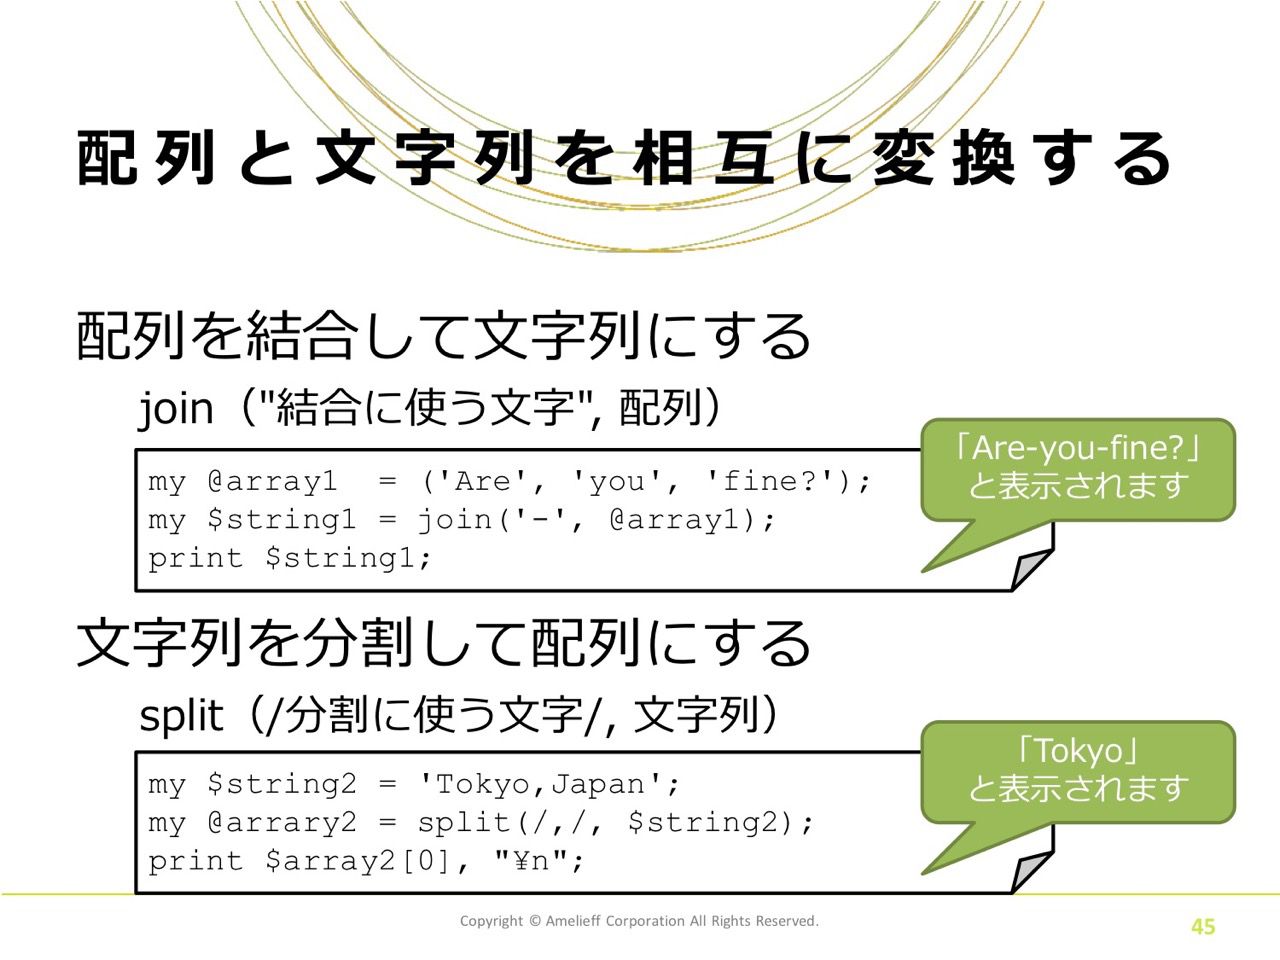 配列と文字列を相互に変換する
配列を結合して文字列にする
join（"結合に使う文字", 配列）
「Are-you-fine?」
と表示されます
my @array1  = ('Are', 'you', 'fine?');
my $string1 = join('-', @array1);
print $string1;
文字列を分割して配列にする
split（/分割に使う文字/, 文字列）
「Tokyo」
と表示されます
my $string2 = 'Tokyo,Japan';
my @arrary2 = split(/,/, $string2);
print $array2[0], "¥n";
Copyright © Amelieff Corporation All Rights Reserved.
45